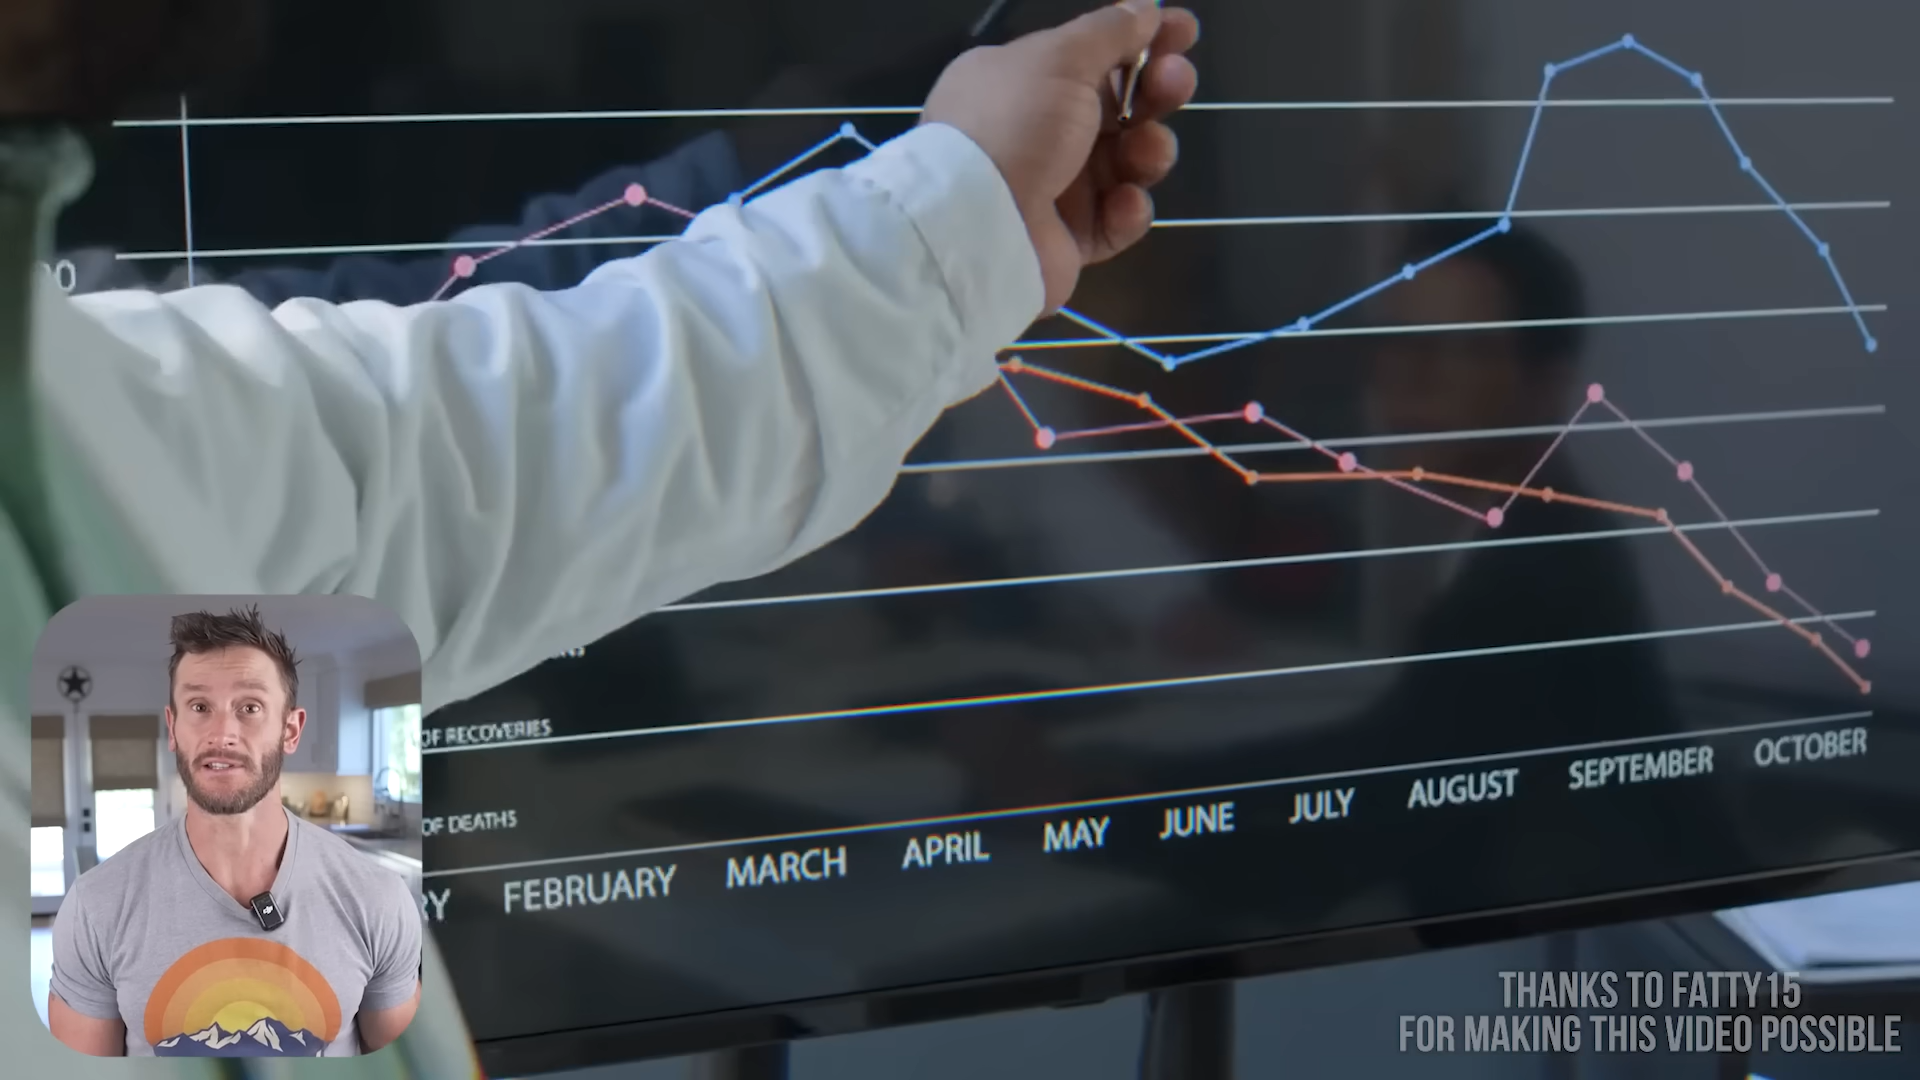 OF RECOVERIES
OF DEATHS
FEBRUARY MARCH APRIL MAY JUNE JULY AUGUST SEPTEMBER OCTOBER
THANKS TO FATTY15
FOR MAKING THIS VIDEO POSSIBLE